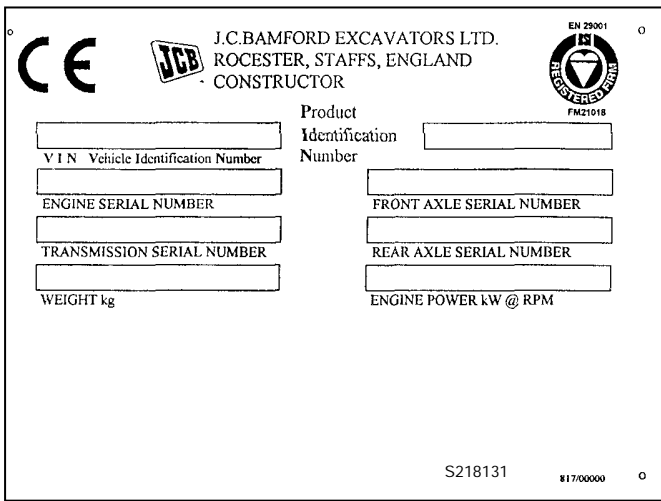 CE
JCB
J.C.BAMFORD EXCAVATORS LTD.
ROCESTER, STAFFS, ENGLAND
CONSTRUCTOR
EN 29001
BSI
REGISTERED FIRM
FM21018
Product
Identification
Number
V I N Vehicle Identification Number
ENGINE SERIAL NUMBER
FRONT AXLE SERIAL NUMBER
TRANSMISSION SERIAL NUMBER
REAR AXLE SERIAL NUMBER
WEIGHT kg
ENGINE POWER kW @ RPM
S218131
817/00000